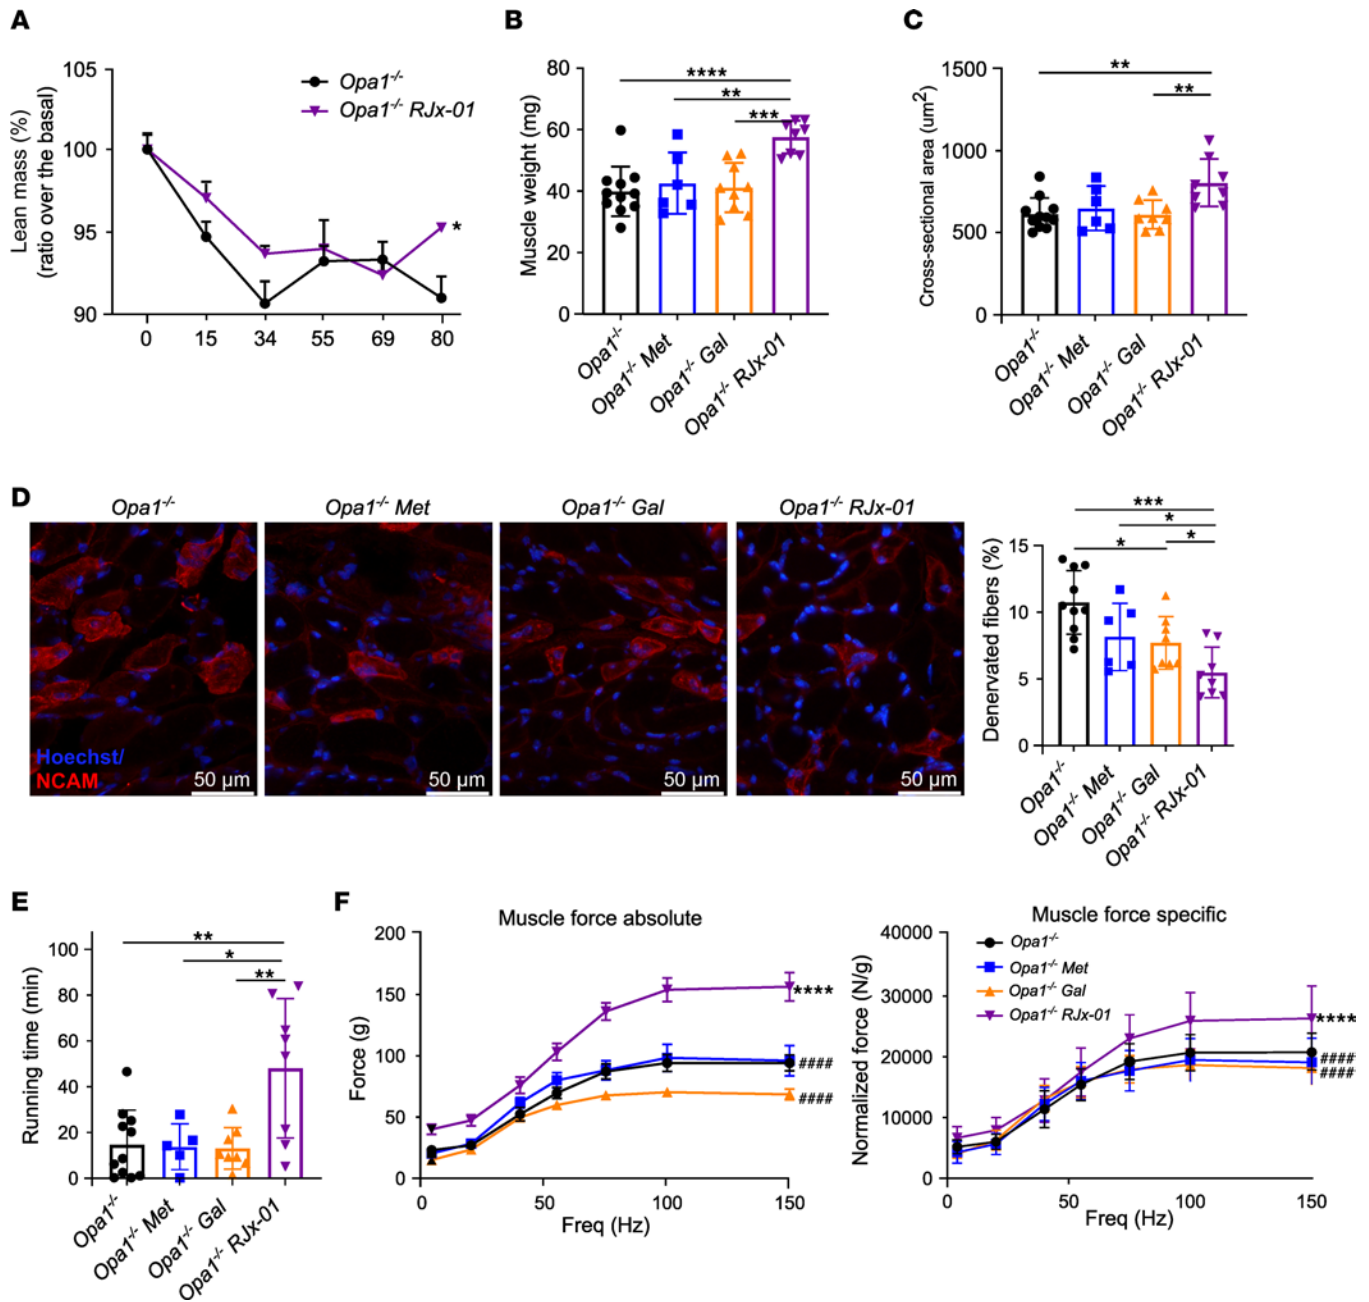 A
Lean mass (%)
(ratio over the basal)
105
100
95
90
0 15 34 55 69 80
Opa1-/-
Opa1-/- RJx-01
*
B
Muscle weight (mg)
80
60
40
20
0
****
**
***
Opa1-/-
Opa1-/- Met
Opa1-/- Gal
Opa1-/- RJx-01
C
Cross-sectional area (um2)
1500
1000
500
0
**
**
Opa1-/-
Opa1-/- Met
Opa1-/- Gal
Opa1-/- RJx-01
D
Opa1-/-
Opa1-/- Met
Opa1-/- Gal
Opa1-/- RJx-01
Hoechst/
NCAM
50 µm
50 µm
50 µm
50 µm
Denervated fibers (%)
15
10
5
0
***
*
* *
Opa1-/-
Opa1-/- Met
Opa1-/- Gal
Opa1-/- RJx-01
E
Running time (min)
100
80
60
40
20
0
**
*
**
Opa1-/-
Opa1-/- Met
Opa1-/- Gal
Opa1-/- RJx-01
F
Muscle force absolute
Force (g)
200
150
100
50
0
50 100 150
Freq (Hz)
****
####
####
Muscle force specific
Normalized force (N/g)
40000
30000
20000
10000
0
50 100 150
Freq (Hz)
Opa1-/-
Opa1-/- Met
Opa1-/- Gal
Opa1-/- RJx-01
****
####
####